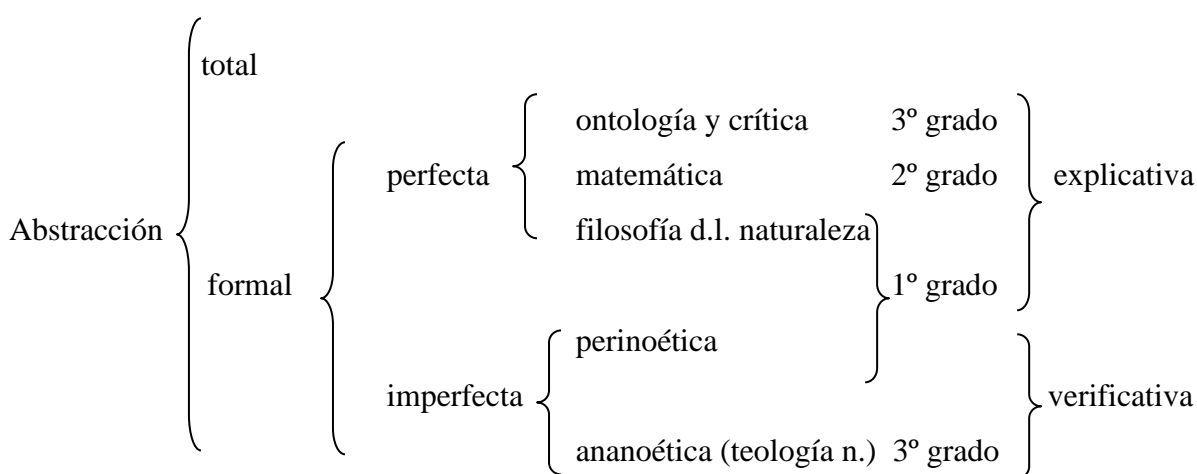 total
ontología y crítica 3º grado
perfecta matemática 2º grado explicativa
Abstracción filosofía d.l. naturaleza
formal 1º grado
perinoética
imperfecta verificativa
ananoética (teología n.) 3º grado